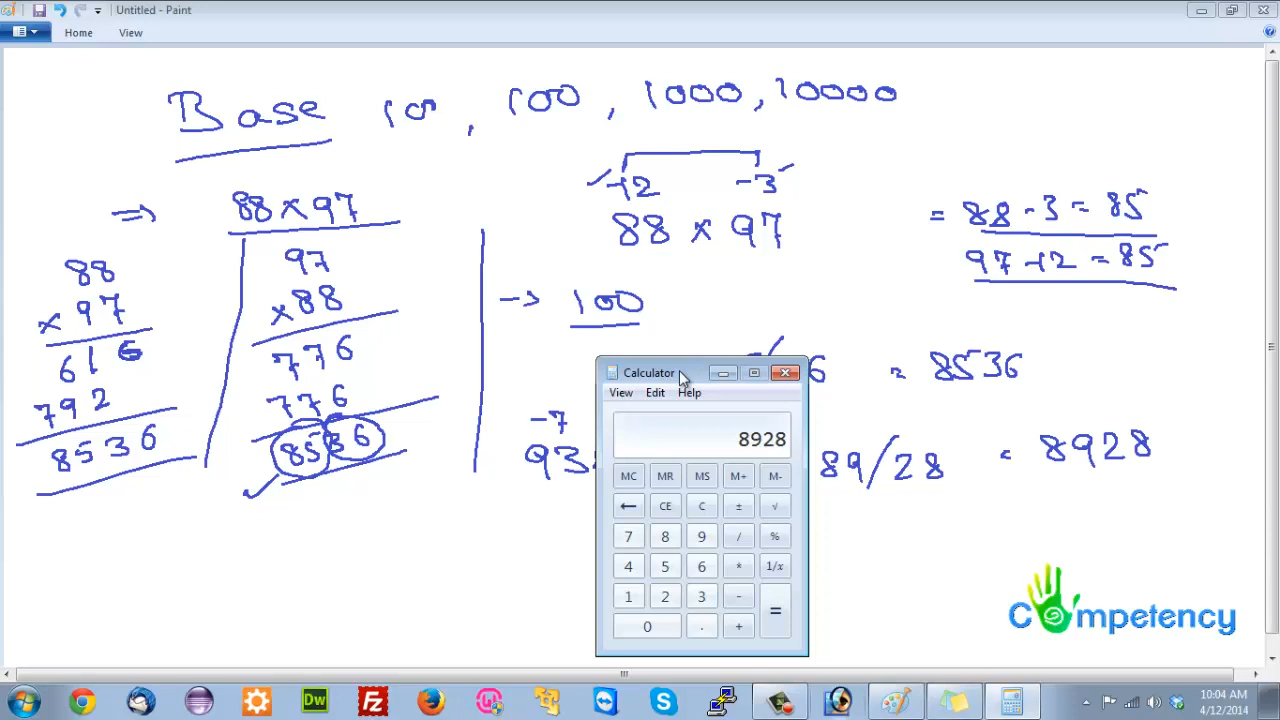 Untitled - Paint
Home View
Base 10, 100, 1000, 10000
-12 -3
⇒ 88 x 97
88 x 97
= 88 - 3 = 85
97 - 12 = 85
88
x 97
616
792
8536
97
x 88
776
776
8536
→ 100
/ 6 = 8536
-7
93
89/28 = 8928
Calculator
View Edit Help
8928
MC MR MS M+ M-
← CE C ± √
7 8 9 / %
4 5 6 * 1/x
1 2 3 - =
0 . +
Competency
Dw
10:04 AM
4/12/2014